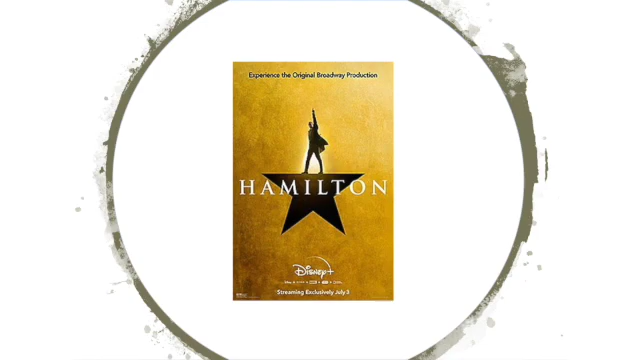 Experience the Original Broadway Production
HAMILTON
Disney+
Streaming Exclusively July 3